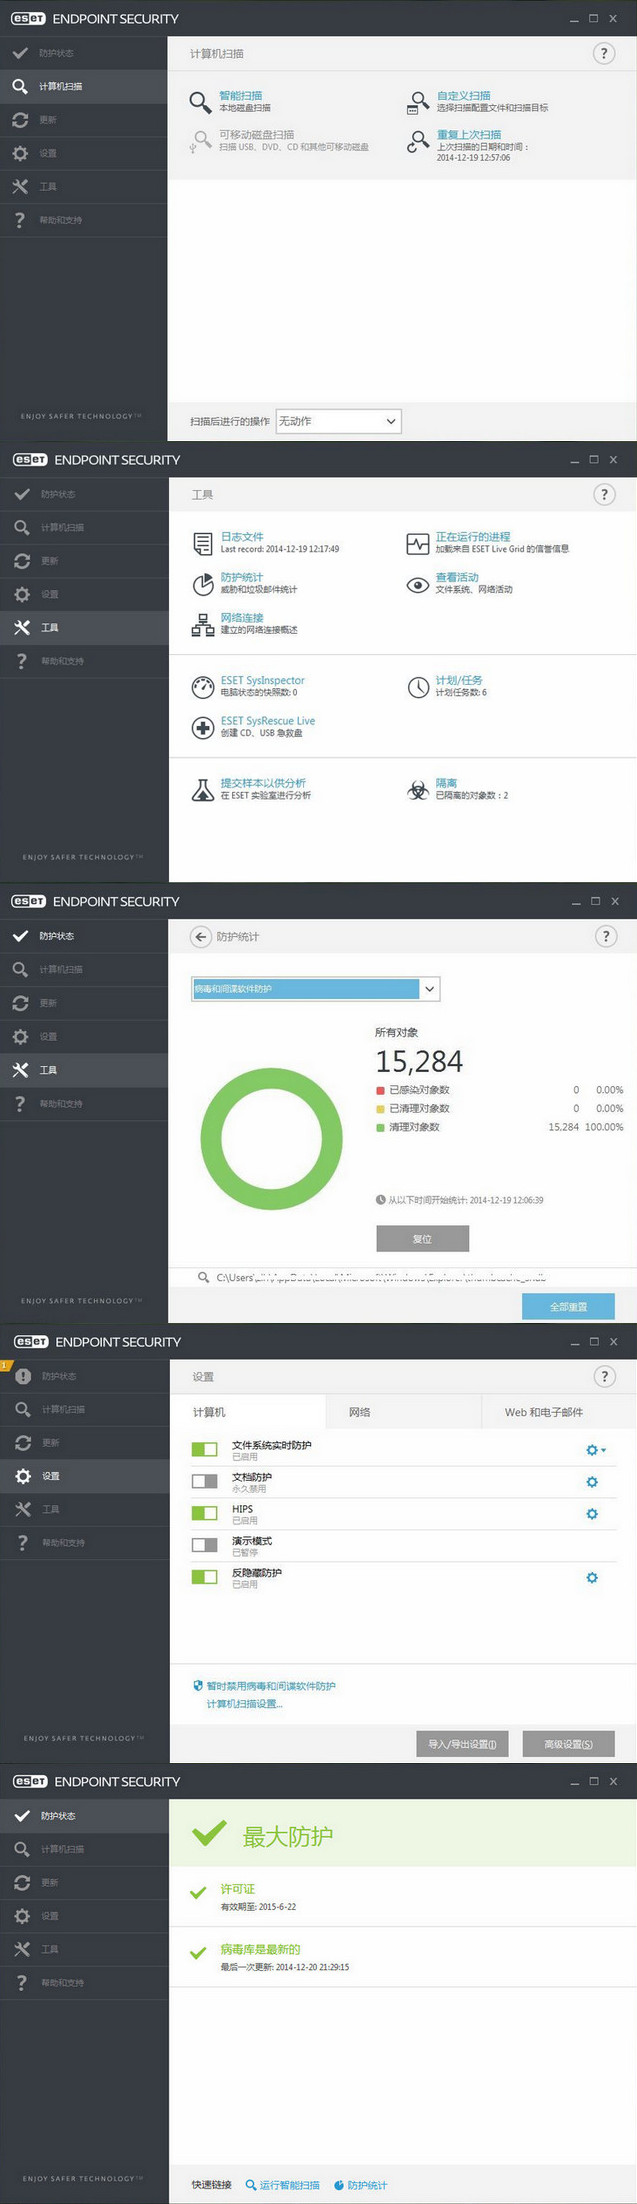 eset ENDPOINT SECURITY
防护状态
计算机扫描
更新
设置
工具
帮助和支持
ENJOY SAFER TECHNOLOGY™
计算机扫描
?
智能扫描
本地磁盘扫描
自定义扫描
选择扫描配置文件和扫描目标
可移动磁盘扫描
扫描 USB、DVD、CD 和其他可移动磁盘
重复上次扫描
上次扫描的日期和时间：
2014-12-19 12:57:06
扫描后进行的操作 无动作
eset ENDPOINT SECURITY
防护状态
计算机扫描
更新
设置
工具
帮助和支持
ENJOY SAFER TECHNOLOGY™
工具
?
日志文件
Last record: 2014-12-19 12:17:49
正在运行的进程
加载来自 ESET Live Grid 的信誉信息
防护统计
威胁和垃圾邮件统计
查看活动
文件系统、网络活动
网络连接
建立的网络连接概述
ESET SysInspector
电脑状态的快照数: 0
计划/任务
计划任务数: 6
ESET SysRescue Live
创建 CD、USB 急救盘
提交样本以供分析
在 ESET 实验室进行分析
隔离
已隔离的对象数：2
eset ENDPOINT SECURITY
防护状态
计算机扫描
更新
设置
工具
帮助和支持
ENJOY SAFER TECHNOLOGY™
防护统计
?
病毒和间谍软件防护
所有对象
15,284
已感染对象数 0 0.00%
已清理对象数 0 0.00%
清理对象数 15,284 100.00%
从以下时间开始统计: 2014-12-19 12:06:39
复位
全部重置
eset ENDPOINT SECURITY
1
防护状态
计算机扫描
更新
设置
工具
帮助和支持
ENJOY SAFER TECHNOLOGY™
设置
?
计算机 网络 Web 和电子邮件
文件系统实时防护
已启用
文档防护
永久禁用
HIPS
已启用
演示模式
已暂停
反隐藏防护
已启用
暂时禁用病毒和间谍软件防护
计算机扫描设置...
导入/导出设置(I) 高级设置(S)
eset ENDPOINT SECURITY
防护状态
计算机扫描
更新
设置
工具
帮助和支持
ENJOY SAFER TECHNOLOGY™
最大防护
许可证
有效期至: 2015-6-22
病毒库是最新的
最后一次更新: 2014-12-20 21:29:15
快速链接 运行智能扫描 防护统计